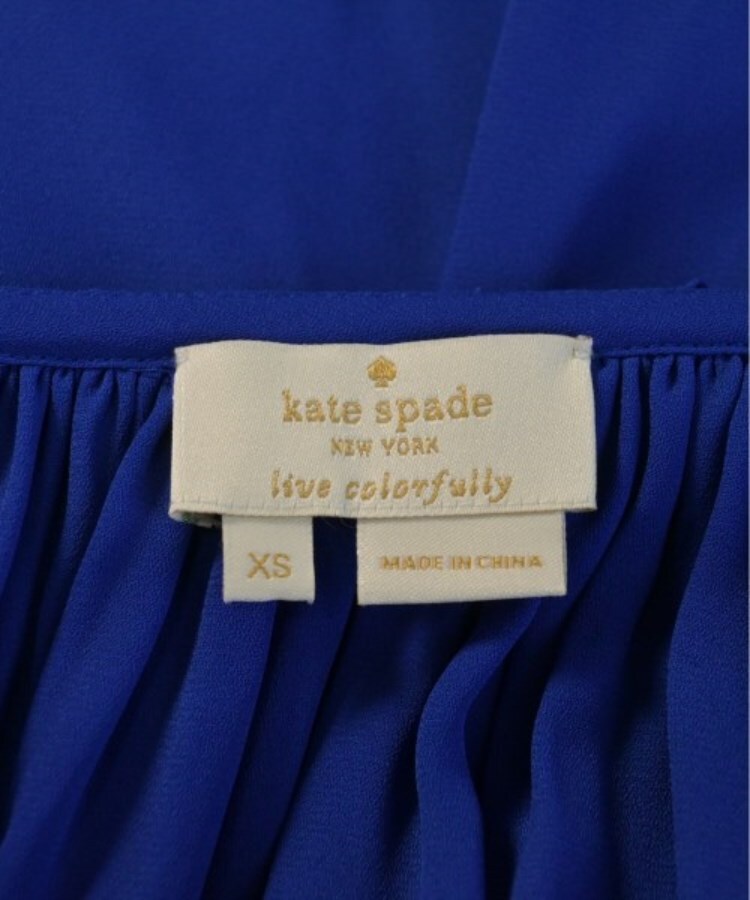 kate spade
NEW YORK
live colorfully
XS
MADE IN CHINA